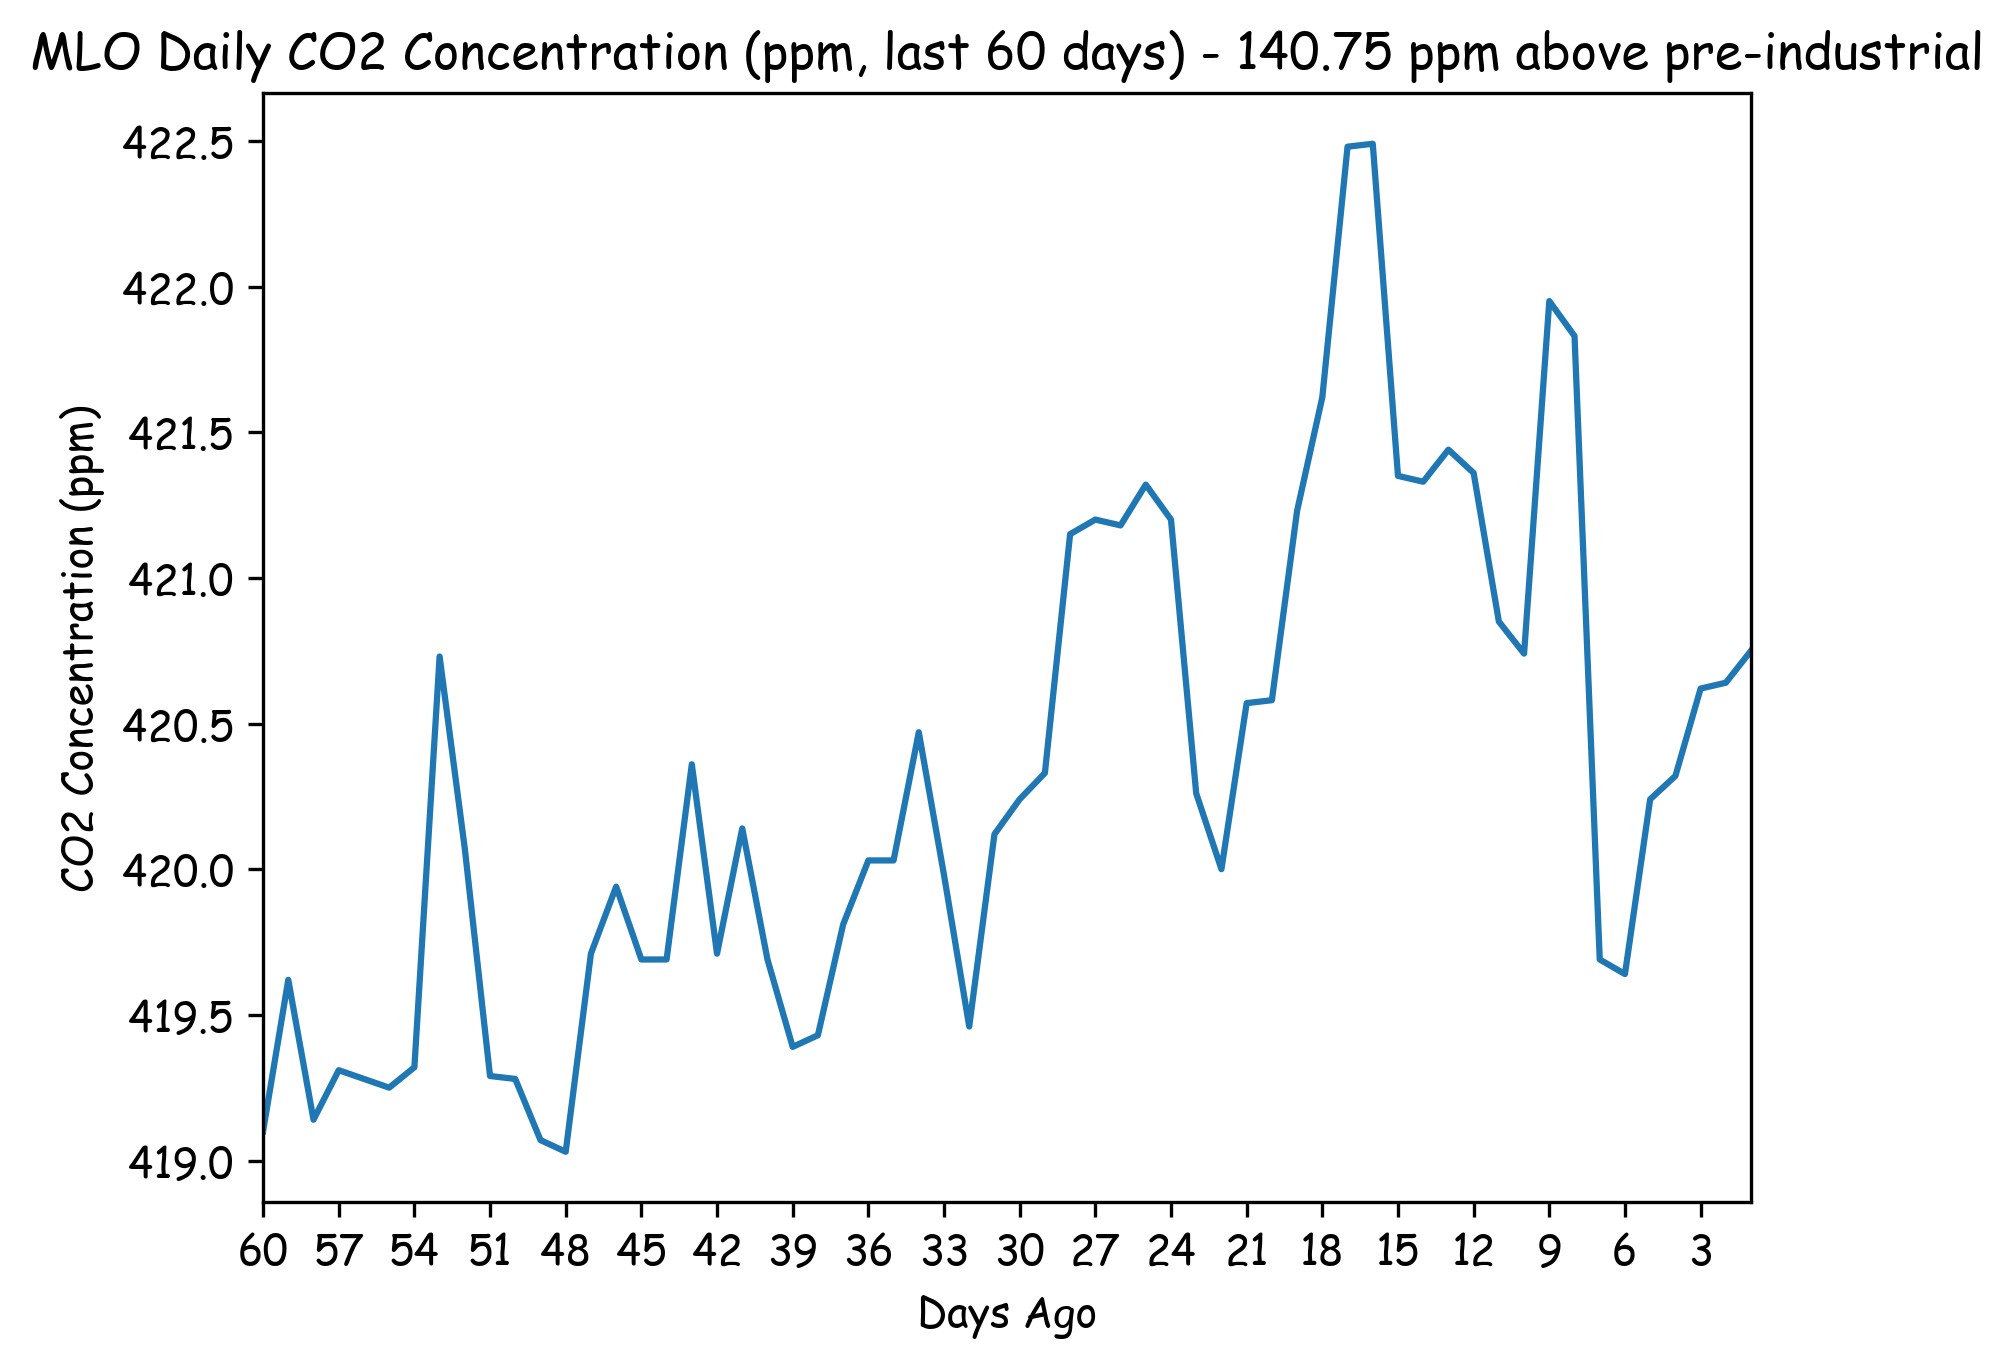 MLO Daily CO2 Concentration (ppm, last 60 days) - 140.75 ppm above pre-industrial
422.5
422.0
421.5
421.0
420.5
420.0
419.5
419.0
CO2 Concentration (ppm)
60 57 54 51 48 45 42 39 36 33 30 27 24 21 18 15 12 9 6 3
Days Ago